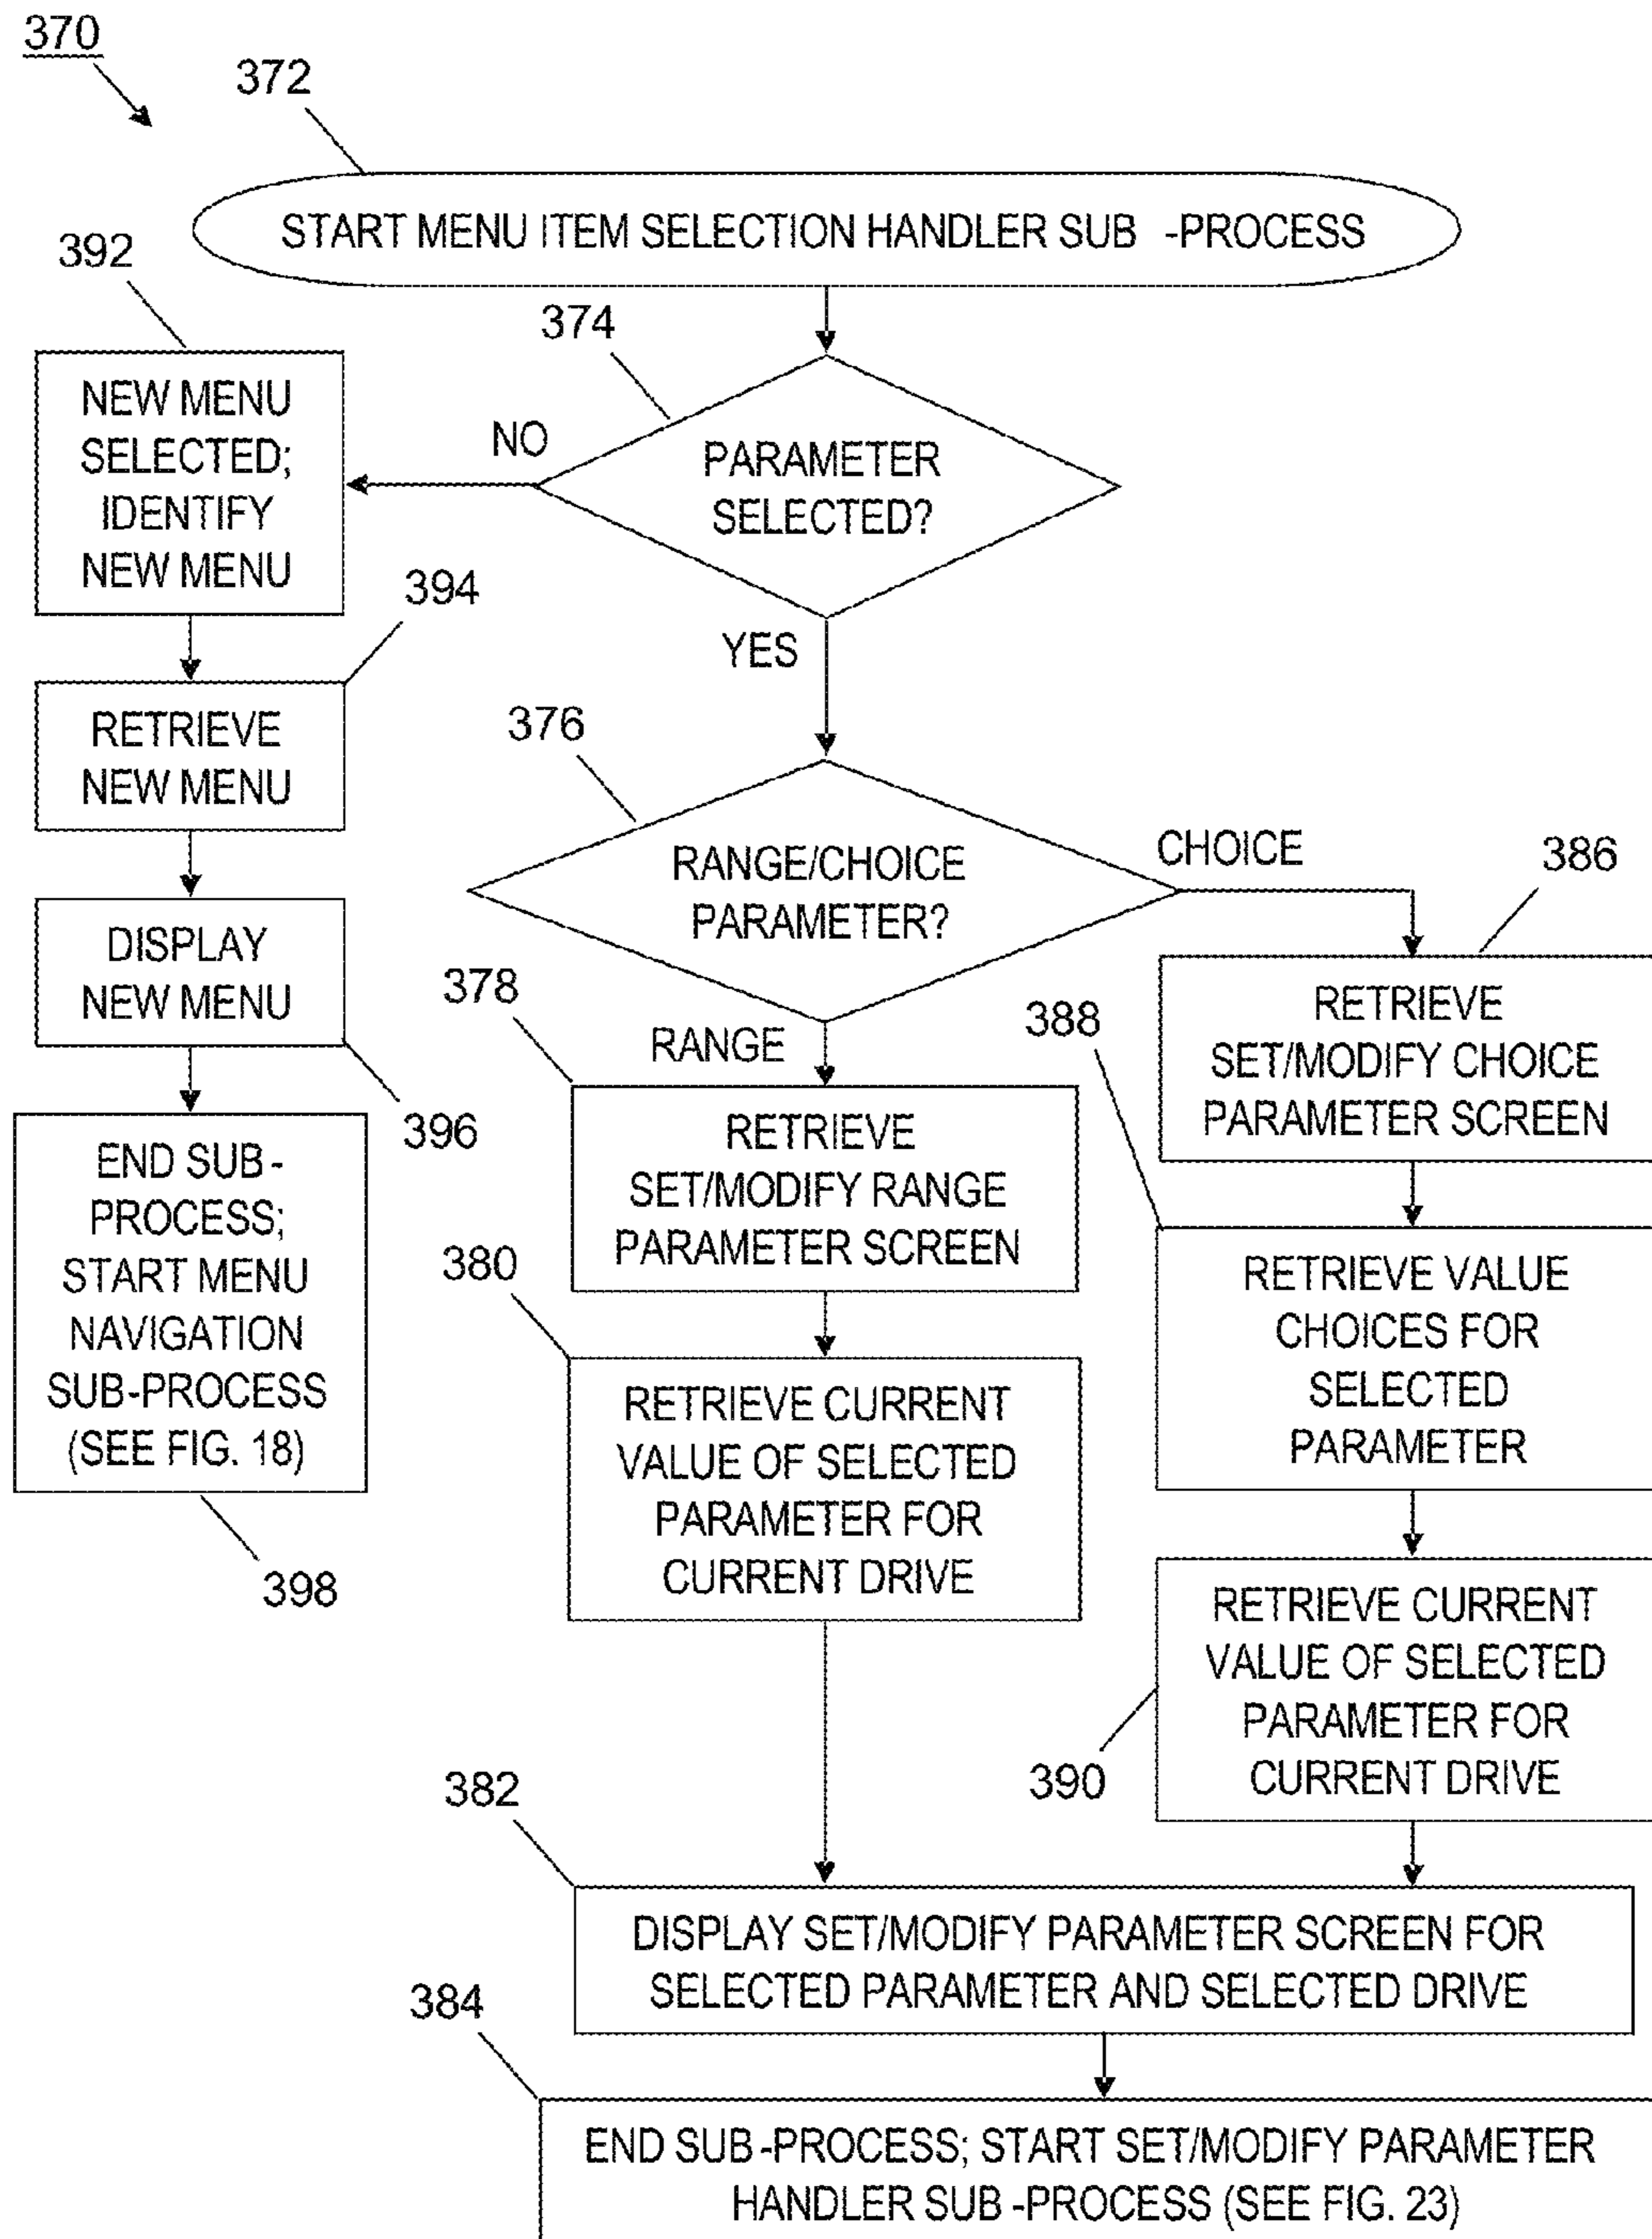 370
372
START MENU ITEM SELECTION HANDLER SUB -PROCESS
392
374
NEW MENU
SELECTED;
IDENTIFY
NEW MENU
NO
PARAMETER
SELECTED?
394
YES
RETRIEVE
NEW MENU
376
RANGE/CHOICE
PARAMETER?
CHOICE
386
DISPLAY
NEW MENU
396
378
RANGE
388
RETRIEVE
SET/MODIFY CHOICE
PARAMETER SCREEN
RETRIEVE
SET/MODIFY RANGE
PARAMETER SCREEN
END SUB-
PROCESS;
START MENU
NAVIGATION
SUB-PROCESS
(SEE FIG. 18)
398
380
RETRIEVE VALUE
CHOICES FOR
SELECTED
PARAMETER
RETRIEVE CURRENT
VALUE OF SELECTED
PARAMETER FOR
CURRENT DRIVE
RETRIEVE CURRENT
VALUE OF SELECTED
PARAMETER FOR
CURRENT DRIVE
390
382
DISPLAY SET/MODIFY PARAMETER SCREEN FOR
SELECTED PARAMETER AND SELECTED DRIVE
384
END SUB-PROCESS; START SET/MODIFY PARAMETER
HANDLER SUB-PROCESS (SEE FIG. 23)